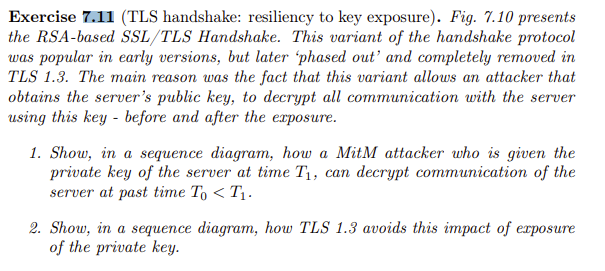 Exercise 7.11 (TLS handshake: resiliency to key exposure). Fig. 7.10 presents
the RSA-based SSL/TLS Handshake. This variant of the handshake protocol
was popular in early versions, but later ‘phased out’ and completely removed in
TLS 1.3. The main reason was the fact that this variant allows an attacker that
obtains the server’s public key, to decrypt all communication with the server
using this key - before and after the exposure.
1. Show, in a sequence diagram, how a MitM attacker who is given the
private key of the server at time T₁, can decrypt communication of the
server at past time T₀ < T₁.
2. Show, in a sequence diagram, how TLS 1.3 avoids this impact of exposure
of the private key.